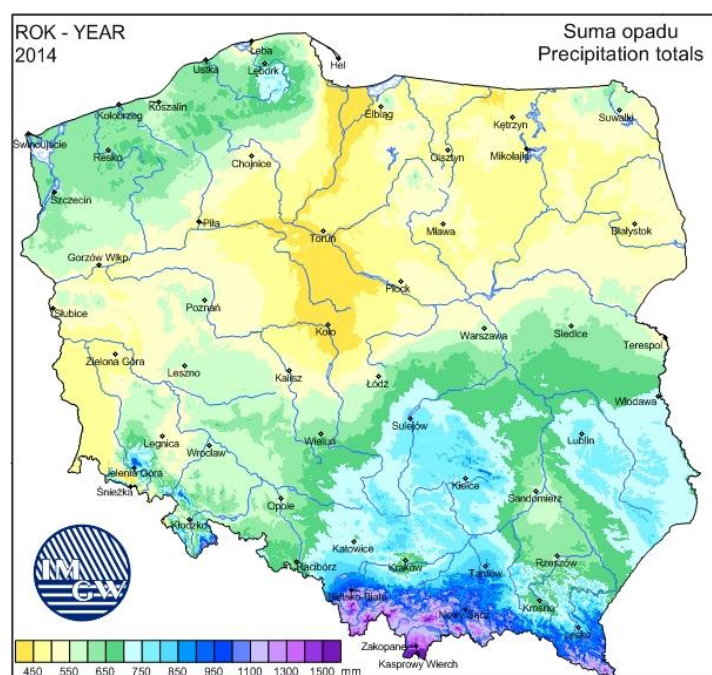 ROK - YEAR
2014
Suma opadu
Precipitation totals
Łeba
Hel
Ustka
Lębork
Kołobrzeg
Koszalin
Elbląg
Kętrzyn
Suwałki
Świnoujście
Resko
Chojnice
Olsztyn
Mikołajki
Szczecin
Piła
Toruń
Mława
Białystok
Gorzów Wlkp.
Płock
Słubice
Poznań
Koło
Warszawa
Siedlce
Terespol
Zielona Góra
Leszno
Kalisz
Łódź
Włodawa
Legnica
Wrocław
Wieluń
Sulejów
Lublin
Jelenia Góra
Śnieżka
Opole
Kielce
Sandomierz
Kłodzko
Katowice
Racibórz
Kraków
Tarnów
Rzeszów
IM
GW
Bielsko Biała
Nowy Sącz
Krosno
Lesko
Zakopane
Kasprowy Wierch
450 550 650 750 850 950 1100 1300 1500 mm